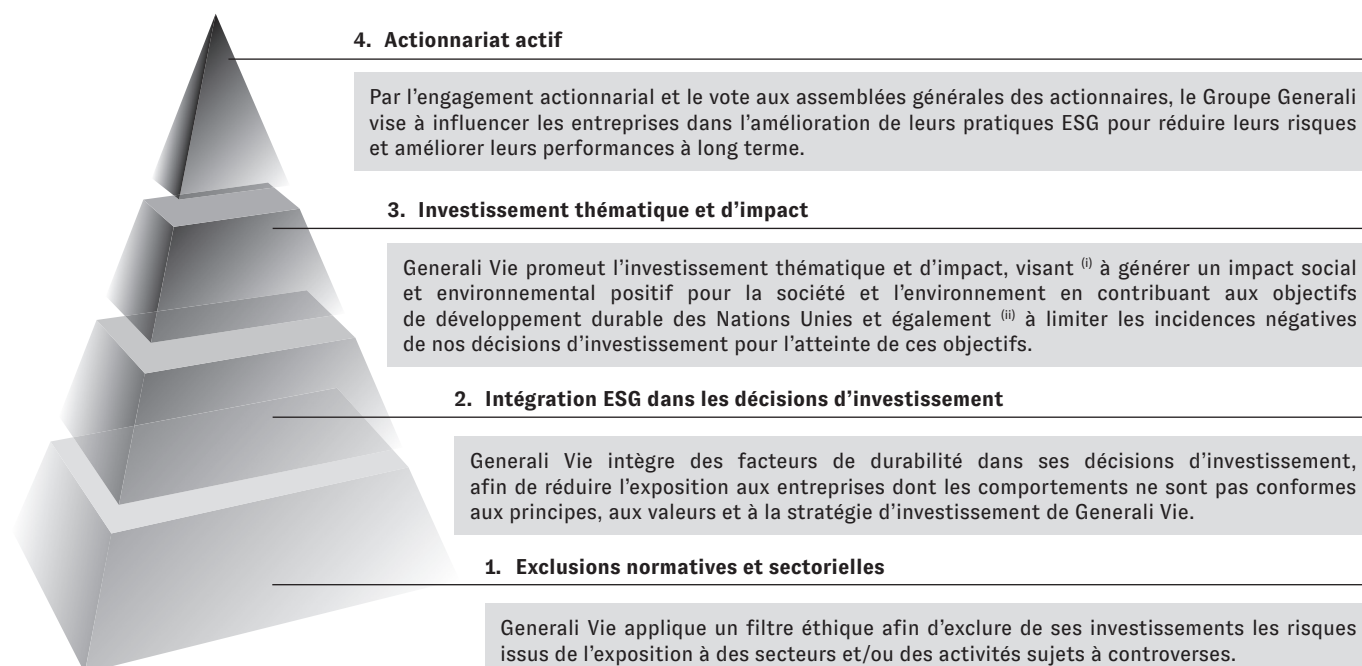 4. Actionnariat actif
Par l'engagement actionnarial et le vote aux assemblées générales des actionnaires, le Groupe Generali
vise à influencer les entreprises dans l'amélioration de leurs pratiques ESG pour réduire leurs risques
et améliorer leurs performances à long terme.
3. Investissement thématique et d'impact
Generali Vie promeut l'investissement thématique et d'impact, visant (i) à générer un impact social
et environnemental positif pour la société et l'environnement en contribuant aux objectifs
de développement durable des Nations Unies et également (ii) à limiter les incidences négatives
de nos décisions d'investissement pour l'atteinte de ces objectifs.
2. Intégration ESG dans les décisions d'investissement
Generali Vie intègre des facteurs de durabilité dans ses décisions d'investissement,
afin de réduire l'exposition aux entreprises dont les comportements ne sont pas conformes
aux principes, aux valeurs et à la stratégie d'investissement de Generali Vie.
1. Exclusions normatives et sectorielles
Generali Vie applique un filtre éthique afin d'exclure de ses investissements les risques
issus de l'exposition à des secteurs et/ou des activités sujets à controverses.